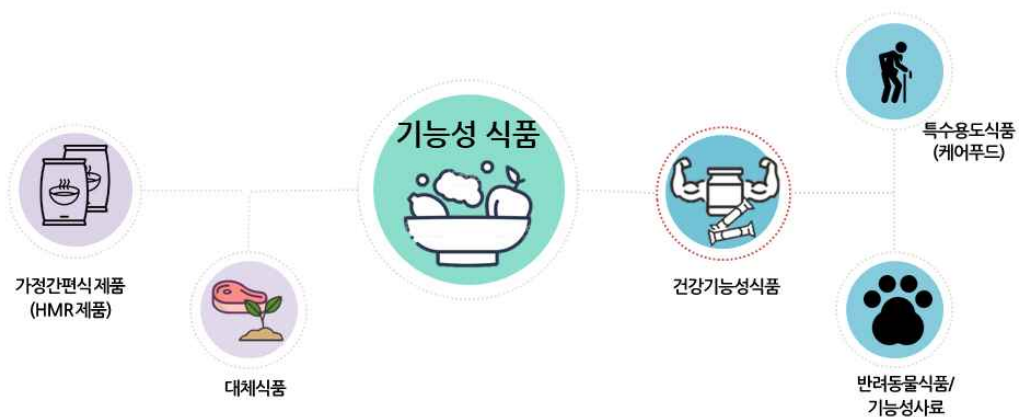 기능성 식품
가정간편식 제품
(HMR 제품)
대체식품
건강기능성식품
특수용도식품
(케어푸드)
반려동물식품/
기능성사료